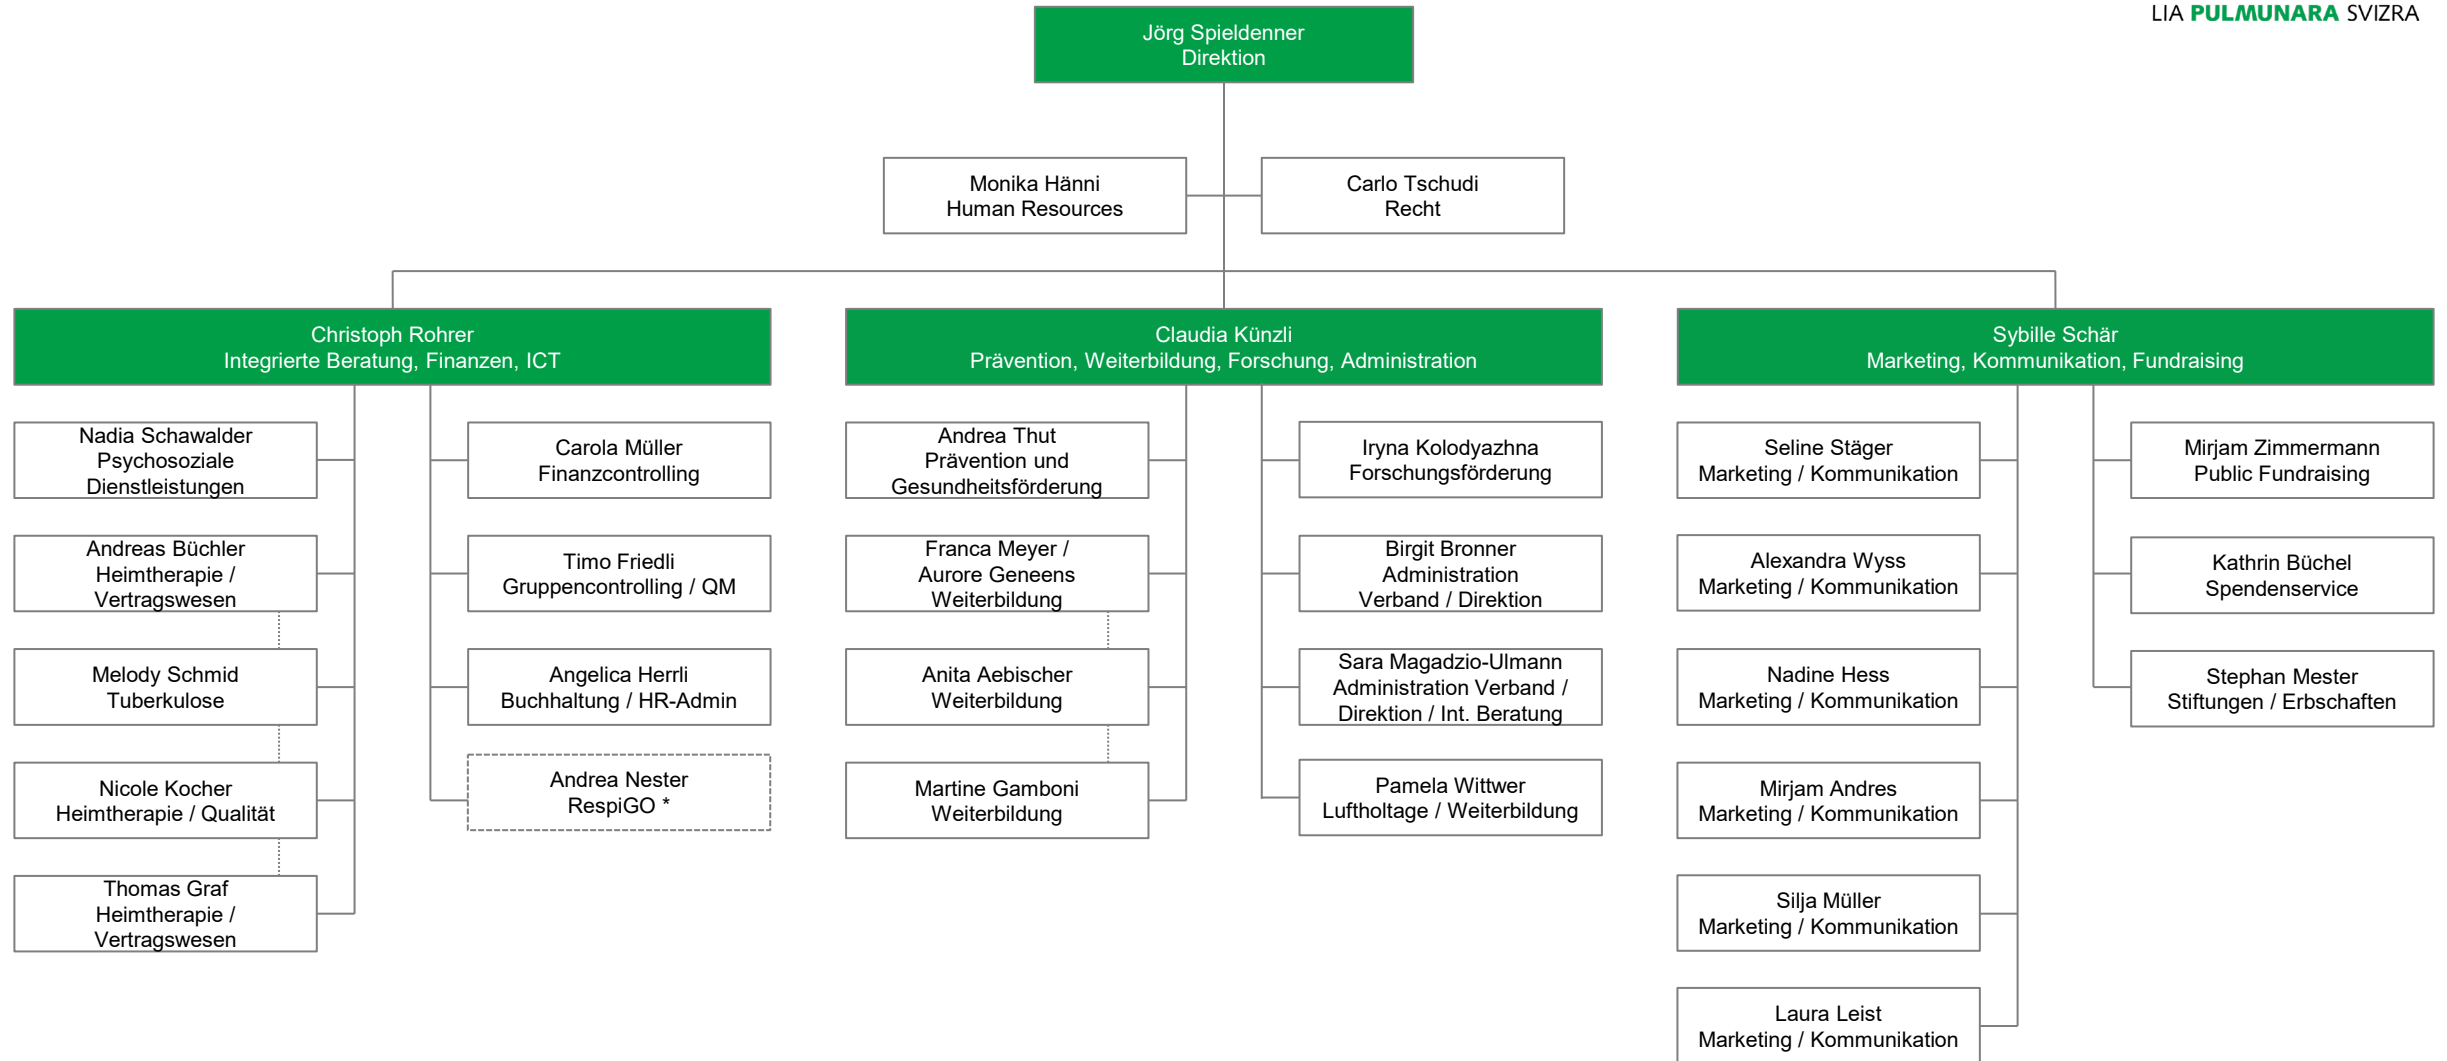 LIA PULMUNARA SVIZRA
Jörg Spieldenner
Direktion
Monika Hänni
Human Resources
Carlo Tschudi
Recht
Christoph Rohrer
Integrierte Beratung, Finanzen, ICT
Nadia Schawalder
Psychosoziale
Dienstleistungen
Andreas Büchler
Heimtherapie /
Vertragswesen
Melody Schmid
Tuberkulose
Nicole Kocher
Heimtherapie / Qualität
Thomas Graf
Heimtherapie /
Vertragswesen
Carola Müller
Finanzcontrolling
Timo Friedli
Gruppencontrolling / QM
Angelica Herrli
Buchhaltung / HR-Admin
Andrea Nester
RespiGO *
Claudia Künzli
Prävention, Weiterbildung, Forschung, Administration
Andrea Thut
Prävention und
Gesundheitsförderung
Franca Meyer /
Aurore Geneens
Weiterbildung
Anita Aebischer
Weiterbildung
Martine Gamboni
Weiterbildung
Iryna Kolodyazhna
Forschungsförderung
Birgit Bronner
Administration
Verband / Direktion
Sara Magadzio-Ulmann
Administration Verband /
Direktion / Int. Beratung
Pamela Wittwer
Luftholtage / Weiterbildung
Sybille Schär
Marketing, Kommunikation, Fundraising
Seline Stäger
Marketing / Kommunikation
Alexandra Wyss
Marketing / Kommunikation
Nadine Hess
Marketing / Kommunikation
Mirjam Andres
Marketing / Kommunikation
Silja Müller
Marketing / Kommunikation
Laura Leist
Marketing / Kommunikation
Mirjam Zimmermann
Public Fundraising
Kathrin Büchel
Spendenservice
Stephan Mester
Stiftungen / Erbschaften